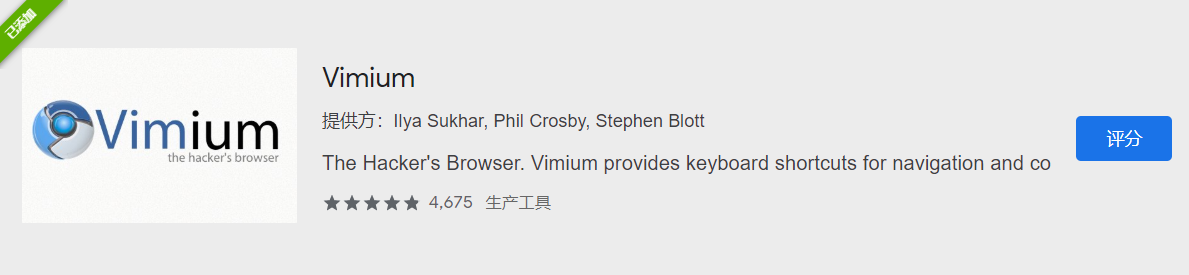 已添加
Vimium
the hacker's browser
Vimium
提供方：Ilya Sukhar, Phil Crosby, Stephen Blott
The Hacker's Browser. Vimium provides keyboard shortcuts for navigation and co
4,675 生产工具
评分